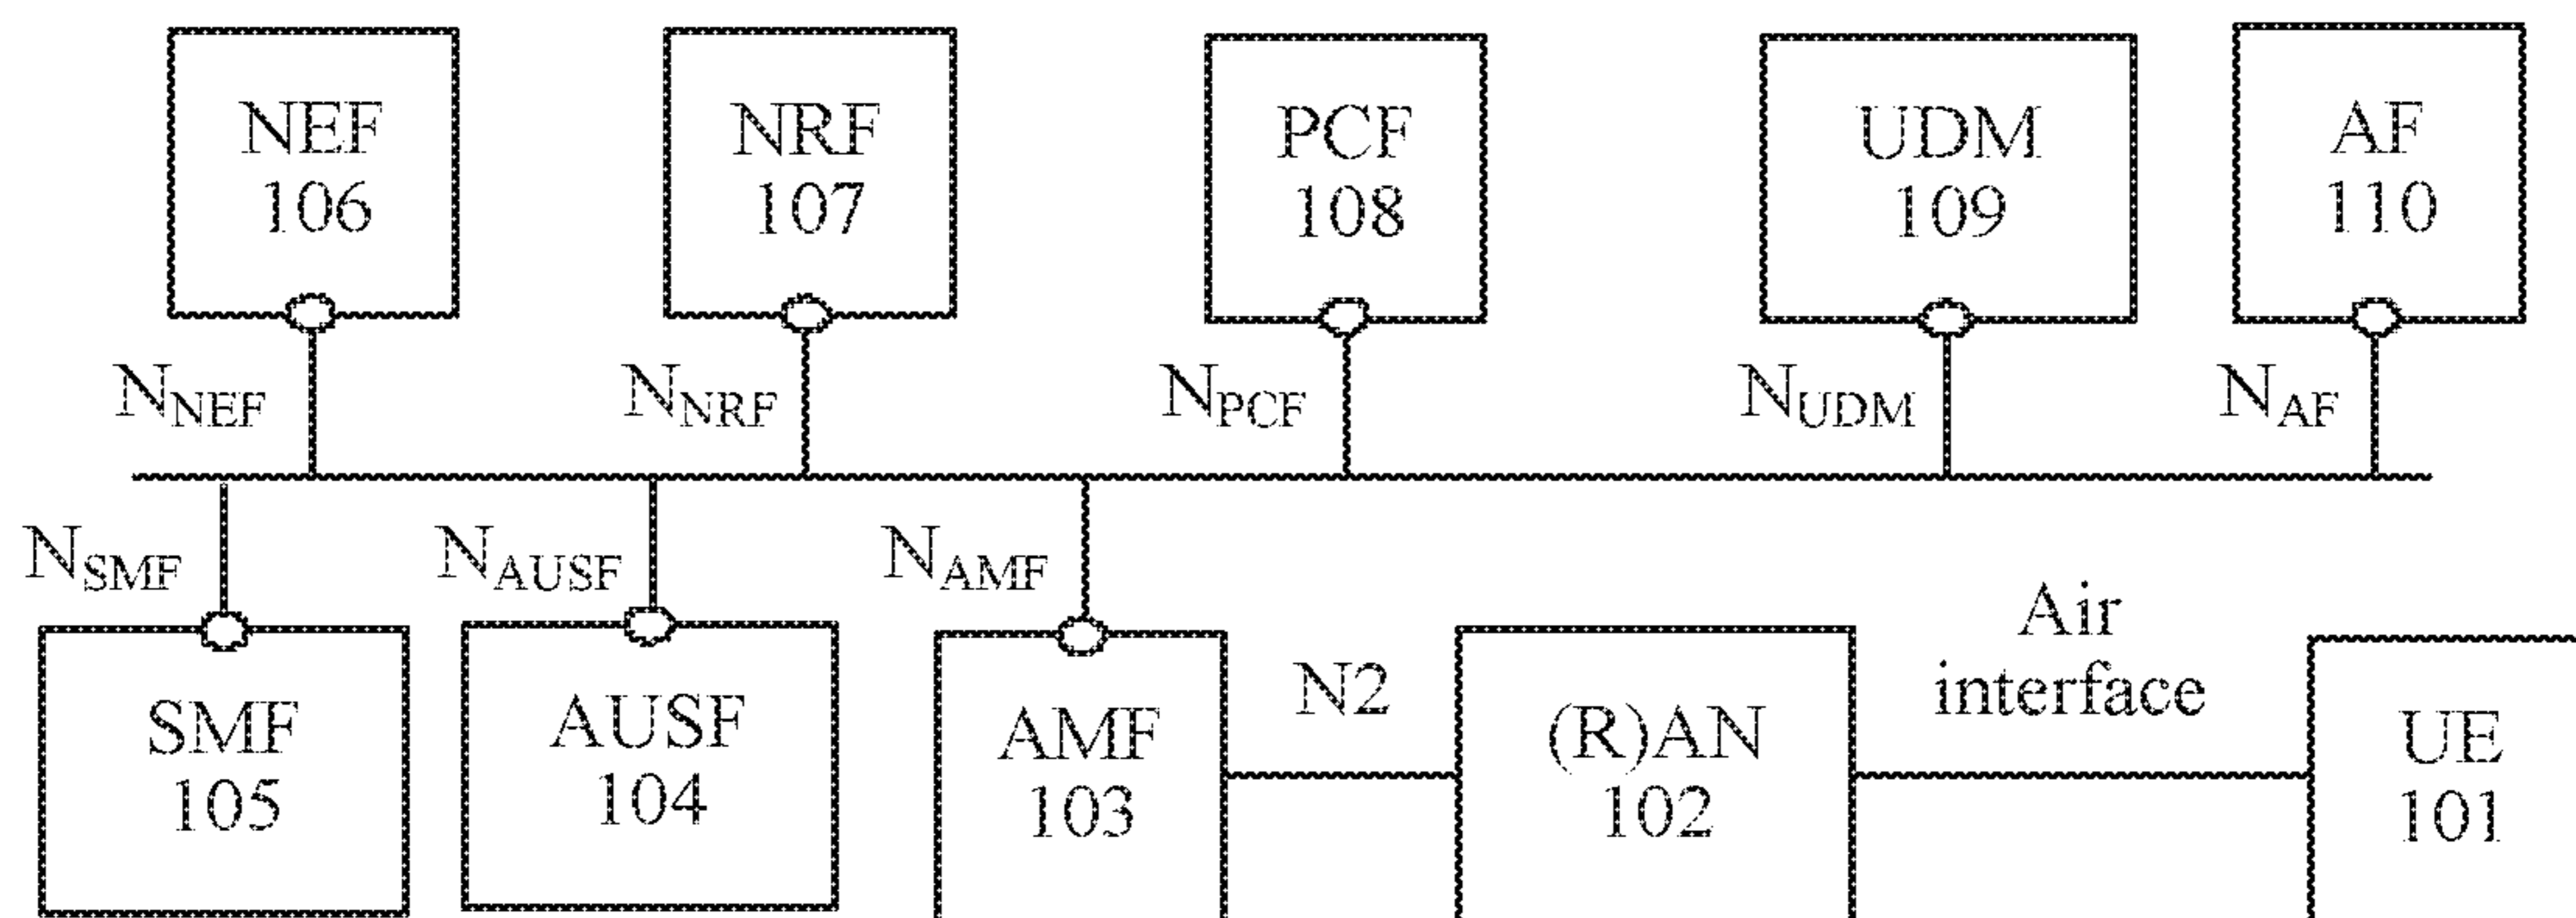 NEF
106
NRF
107
PCF
108
UDM
109
AF
110
NNEF
NNRF
NPCF
NUDM
NAF
NSMF
NAUSF
NAMF
SMF
105
AUSF
104
AMF
103
N2
(R)AN
102
Air
interface
UE
101